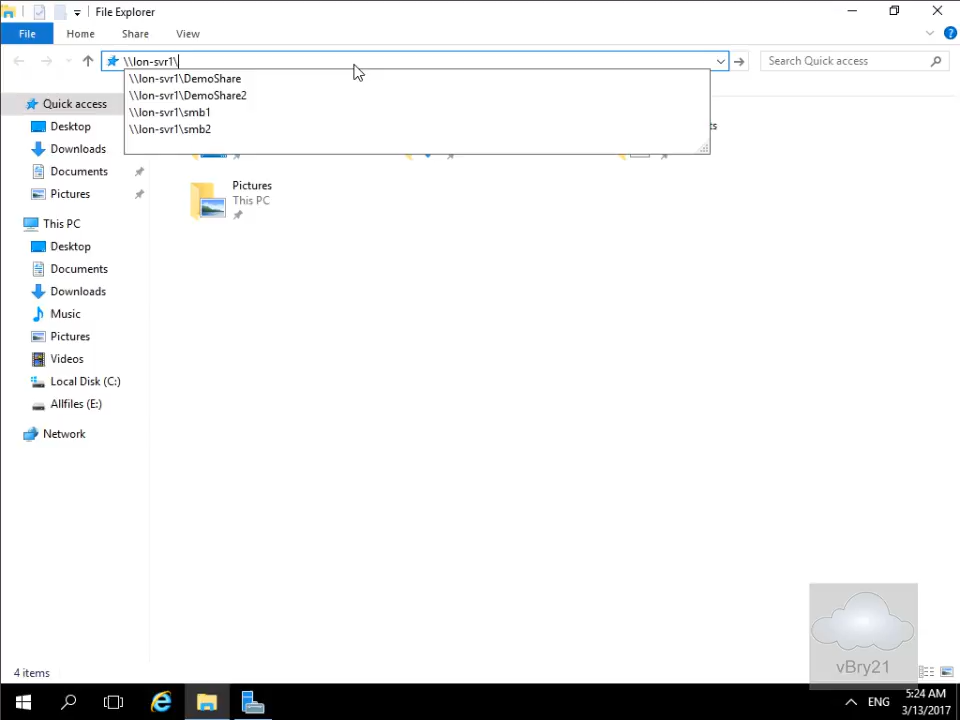 File Explorer
File
Home
Share
View
\\lon-svr1\
Search Quick access
\\lon-svr1\DemoShare
\\lon-svr1\DemoShare2
\\lon-svr1\smb1
\\lon-svr1\smb2
Quick access
Desktop
Downloads
Documents
Pictures
Pictures
This PC
This PC
Desktop
Documents
Downloads
Music
Pictures
Videos
Local Disk (C:)
Allfiles (E:)
Network
vBry21
4 items
ENG
5:24 AM
3/13/2017